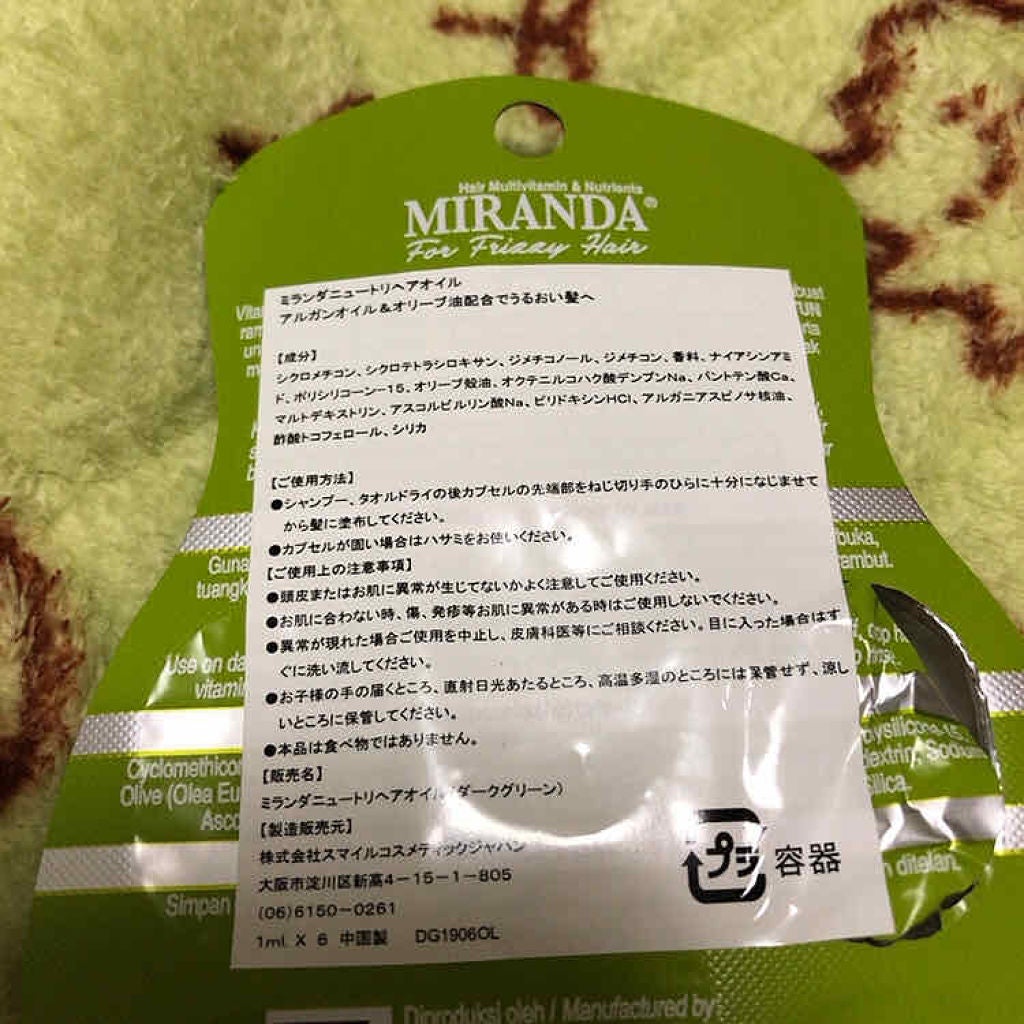 Hair Multivitamin & Nutrients
MIRANDA®
For Frizzy Hair
ミランダニュートリヘアオイル
アルガンオイル&オリーブ油配合でうるおい髪へ
【成分】
シクロメチコン、シクロテトラシロキサン、ジメチコノール、ジメチコン、香料、ナイアシンアミ
ド、ポリシリコーン-15、オリーブ殻油、オクテニルコハク酸デンプンNa、パントテン酸Ca、
マルトデキストリン、アスコルビルリン酸Na、ピリドキシンHCl、アルガニアスピノサ核油、
酢酸トコフェロール、シリカ
【ご使用方法】
●シャンプー、タオルドライの後カプセルの先端部をねじ切り手のひらに十分になじませて
から髪に塗布してください。
●カプセルが固い場合はハサミをお使いください。
【ご使用上の注意事項】
●頭皮またはお肌に異常が生じてないかよく注意してご使用ください。
●お肌に合わない時、傷、発疹等お肌に異常がある時はご使用しないでください。
●異常が現れた場合ご使用を中止し、皮膚科医等にご相談ください。目に入った場合はす
ぐに洗い流してください。
●お子様の手の届くところ、直射日光あたるところ、高温多湿のところには保管せず、涼し
いところに保管してください。
●本品は食べ物ではありません。
【販売名】
ミランダニュートリヘアオイル(ダークグリーン)
【製造販売元】
株式会社スマイルコスメティックジャパン
大阪市淀川区新高4-15-1-805
(06)6150-0261
1ml X 6 中国製 DG1906OL
プラ 容器
Use on
Cyclomethicon
Olive (Olea Eu
Simpan
ditelan.
Diproduksi oleh / Manufactured by: